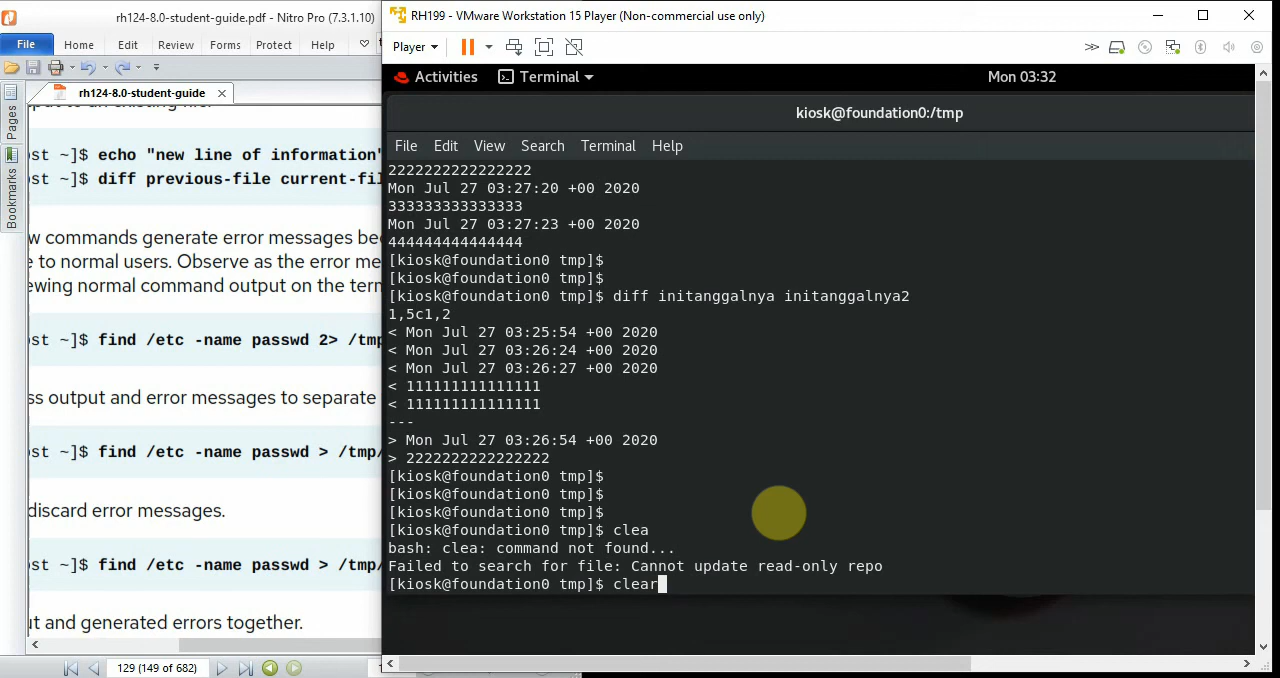 rh124-8.0-student-guide.pdf - Nitro Pro (7.3.1.10)
File Home Edit Review Forms Protect Help
rh124-8.0-student-guide
Pages
Bookmarks
put to an existing file.
ost ~]$ echo "new line of information"
ost ~]$ diff previous-file current-fil
w commands generate error messages bec
e to normal users. Observe as the error me
ewing normal command output on the term
ost ~]$ find /etc -name passwd 2> /tmp
ss output and error messages to separate
ost ~]$ find /etc -name passwd > /tmp/
discard error messages.
ost ~]$ find /etc -name passwd > /tmp/
ut and generated errors together.
129 (149 of 682)
RH199 - VMware Workstation 15 Player (Non-commercial use only)
Player
Activities Terminal Mon 03:32
kiosk@foundation0:/tmp
File Edit View Search Terminal Help
2222222222222222
Mon Jul 27 03:27:20 +00 2020
333333333333333
Mon Jul 27 03:27:23 +00 2020
444444444444444
[kiosk@foundation0 tmp]$
[kiosk@foundation0 tmp]$
[kiosk@foundation0 tmp]$ diff initanggalnya initanggalnya2
1,5c1,2
< Mon Jul 27 03:25:54 +00 2020
< Mon Jul 27 03:26:24 +00 2020
< Mon Jul 27 03:26:27 +00 2020
< 111111111111111
< 111111111111111
---
> Mon Jul 27 03:26:54 +00 2020
> 2222222222222222
[kiosk@foundation0 tmp]$
[kiosk@foundation0 tmp]$
[kiosk@foundation0 tmp]$
[kiosk@foundation0 tmp]$ clea
bash: clea: command not found...
Failed to search for file: Cannot update read-only repo
[kiosk@foundation0 tmp]$ clear